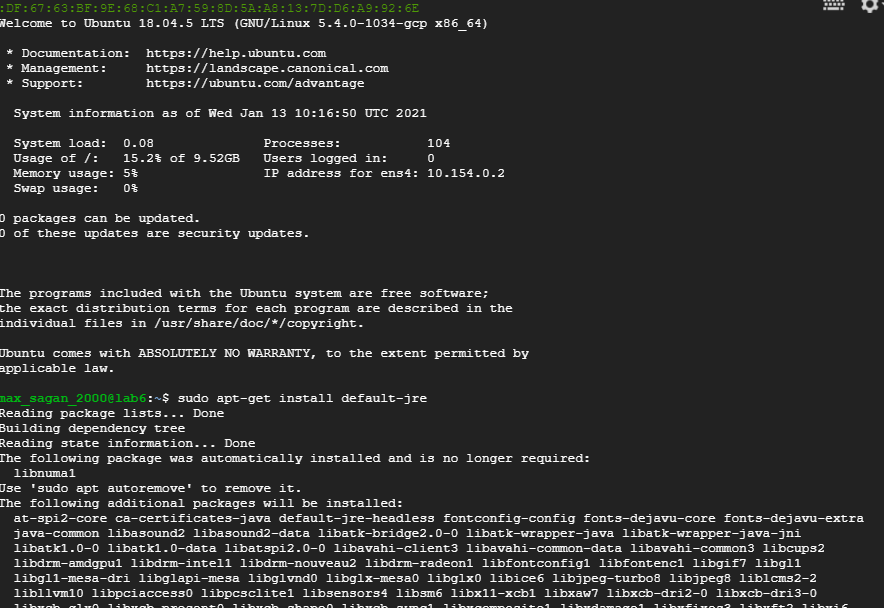 :DF:67:63:BF:9E:68:C1:A7:59:8D:5A:A8:13:7D:D6:A9:92:6E
Welcome to Ubuntu 18.04.5 LTS (GNU/Linux 5.4.0-1034-gcp x86_64)
* Documentation:  https://help.ubuntu.com
* Management:     https://landscape.canonical.com
* Support:        https://ubuntu.com/advantage
System information as of Wed Jan 13 10:16:50 UTC 2021
System load:  0.08              Processes:           104
Usage of /:   15.2% of 9.52GB   Users logged in:     0
Memory usage: 5%                IP address for ens4: 10.154.0.2
Swap usage:   0%
0 packages can be updated.
0 of these updates are security updates.
The programs included with the Ubuntu system are free software;
the exact distribution terms for each program are described in the
individual files in /usr/share/doc/*/copyright.
Ubuntu comes with ABSOLUTELY NO WARRANTY, to the extent permitted by
applicable law.
max_sagan_2000@lab6:~$ sudo apt-get install default-jre
Reading package lists... Done
Building dependency tree
Reading state information... Done
The following package was automatically installed and is no longer required:
libnuma1
Use 'sudo apt autoremove' to remove it.
The following additional packages will be installed:
at-spi2-core ca-certificates-java default-jre-headless fontconfig-config fonts-dejavu-core fonts-dejavu-extra
java-common libasound2 libasound2-data libatk-bridge2.0-0 libatk-wrapper-java libatk-wrapper-java-jni
libatk1.0-0 libatk1.0-data libatspi2.0-0 libavahi-client3 libavahi-common-data libavahi-common3 libcups2
libdrm-amdgpu1 libdrm-intel1 libdrm-nouveau2 libdrm-radeon1 libfontconfig1 libfontenc1 libgif7 libgl1
libgl1-mesa-dri libglapi-mesa libglvnd0 libglx-mesa0 libglx0 libice6 libjpeg-turbo8 libjpeg8 liblcms2-2
libllvm10 libpciaccess0 libpcsclite1 libsensors4 libsm6 libx11-xcb1 libxaw7 libxcb-dri2-0 libxcb-dri3-0
libxcb-glx0 libxcb-present0 libxcb-shape0 libxcb-sync1 libxcomposite1 libxdamage1 libxfixes3 libxft2 libxi6